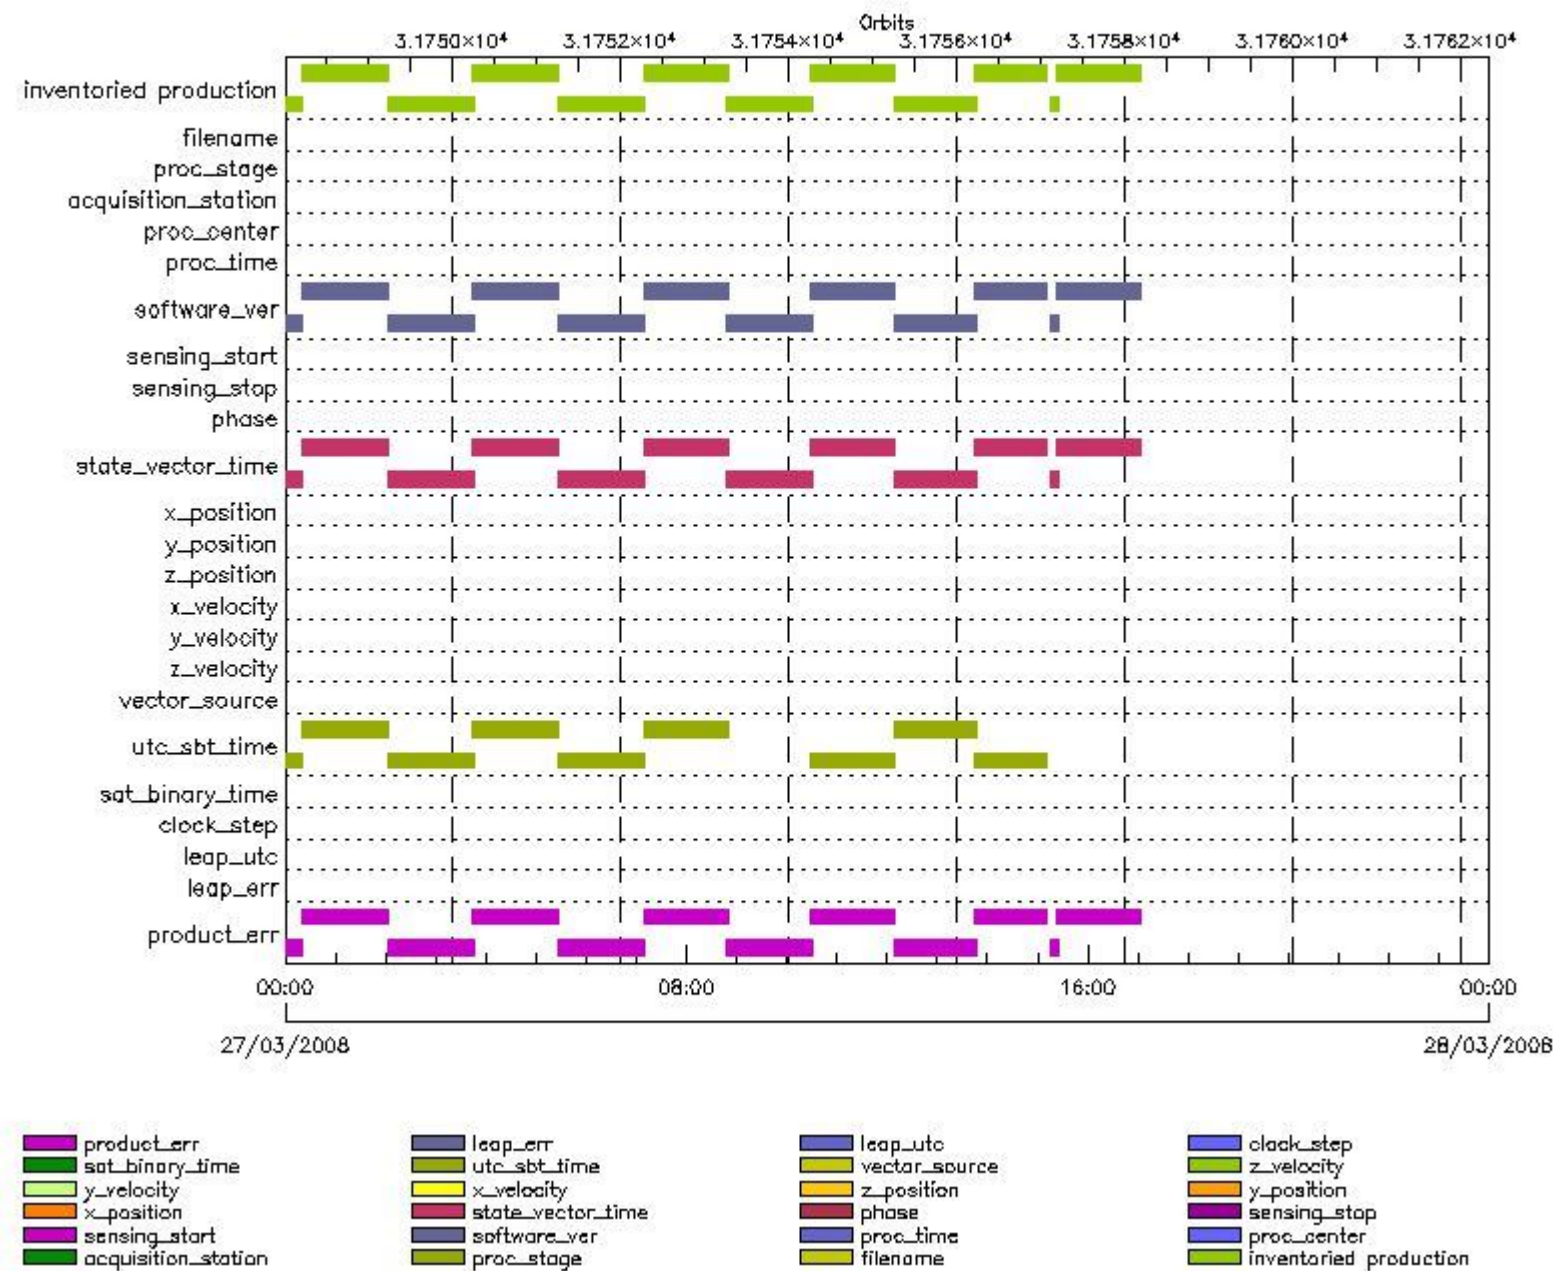 Orbits
3.1750×10⁴ 3.1752×10⁴ 3.1754×10⁴ 3.1756×10⁴ 3.1758×10⁴ 3.1760×10⁴ 3.1762×10⁴
inventoried production
filename
proc_stage
acquisition_station
proc_center
proc_time
software_ver
sensing_start
sensing_stop
phase
state_vector_time
x_position
y_position
z_position
x_velocity
y_velocity
z_velocity
vector_source
utc_sbt_time
sat_binary_time
clock_step
leap_utc
leap_err
product_err
00:00 08:00 16:00 00:00
27/03/2008 28/03/2008
product_err leap_err leap_utc clock_step
sat_binary_time utc_sbt_time vector_source z_velocity
y_velocity x_velocity z_position y_position
x_position state_vector_time phase sensing_stop
sensing_start software_ver proc_time proc_center
acquisition_station proc_stage filename inventoried production